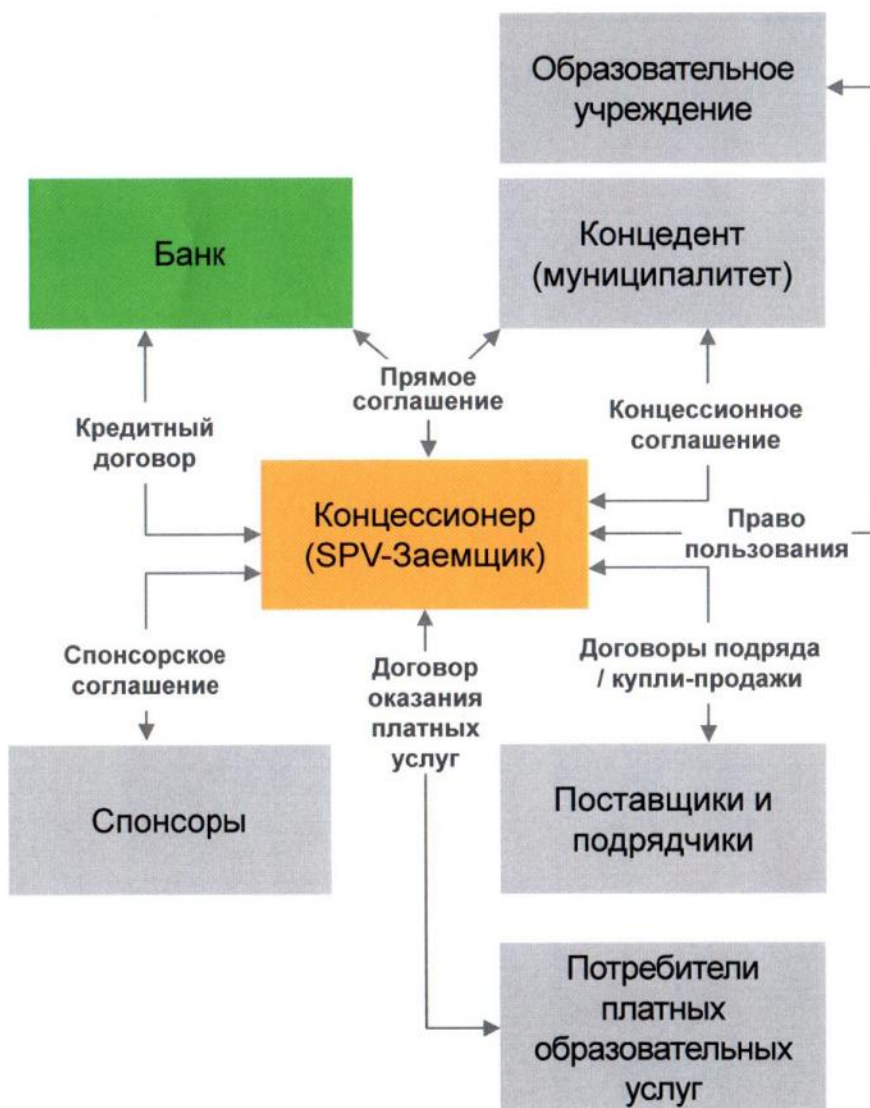 Образовательное
учреждение
Банк
Концедент
(муниципалитет)
Прямое
соглашение
Кредитный
договор
Концессионное
соглашение
Концессионер
(SPV-Заемщик)
Право
пользования
Спонсорское
соглашение
Договор
оказания
платных
услуг
Договоры подряда
/ купли-продажи
Спонсоры
Поставщики и
подрядчики
Потребители
платных
образовательных
услуг